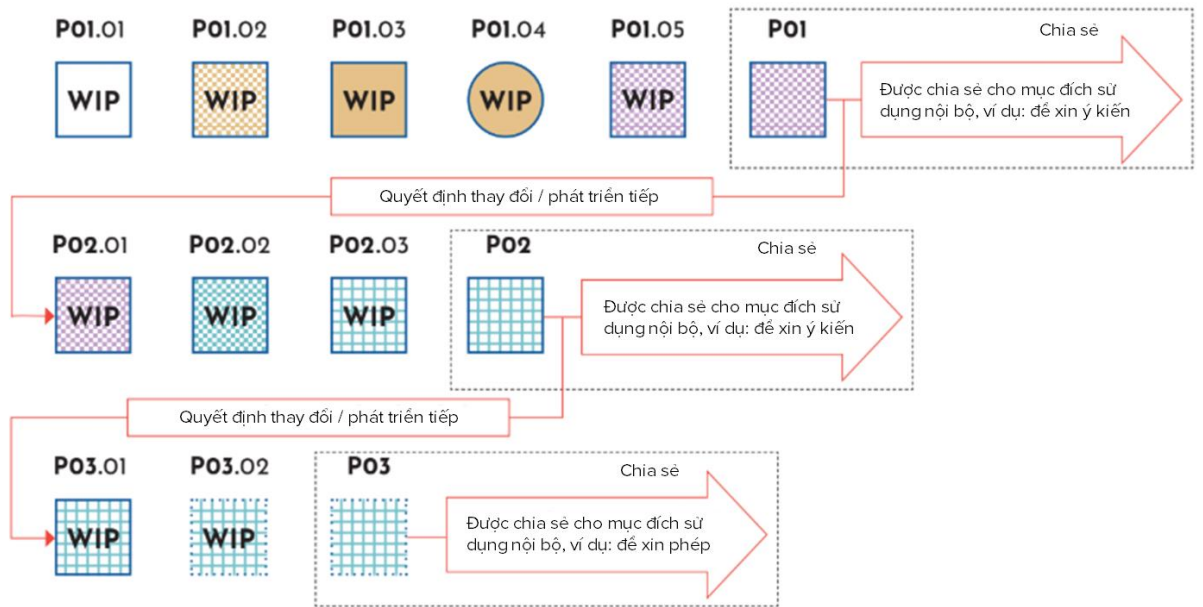 P01.01 P01.02 P01.03 P01.04 P01.05 P01 Chia sẻ
WIP WIP WIP WIP WIP
Được chia sẻ cho mục đích sử
dụng nội bộ, ví dụ: để xin ý kiến
Quyết định thay đổi / phát triển tiếp
P02.01 P02.02 P02.03 P02 Chia sẻ
WIP WIP WIP
Được chia sẻ cho mục đích sử
dụng nội bộ, ví dụ: để xin ý kiến
Quyết định thay đổi / phát triển tiếp
P03.01 P03.02 P03 Chia sẻ
WIP WIP
Được chia sẻ cho mục đích sử
dụng nội bộ, ví dụ: để xin phép